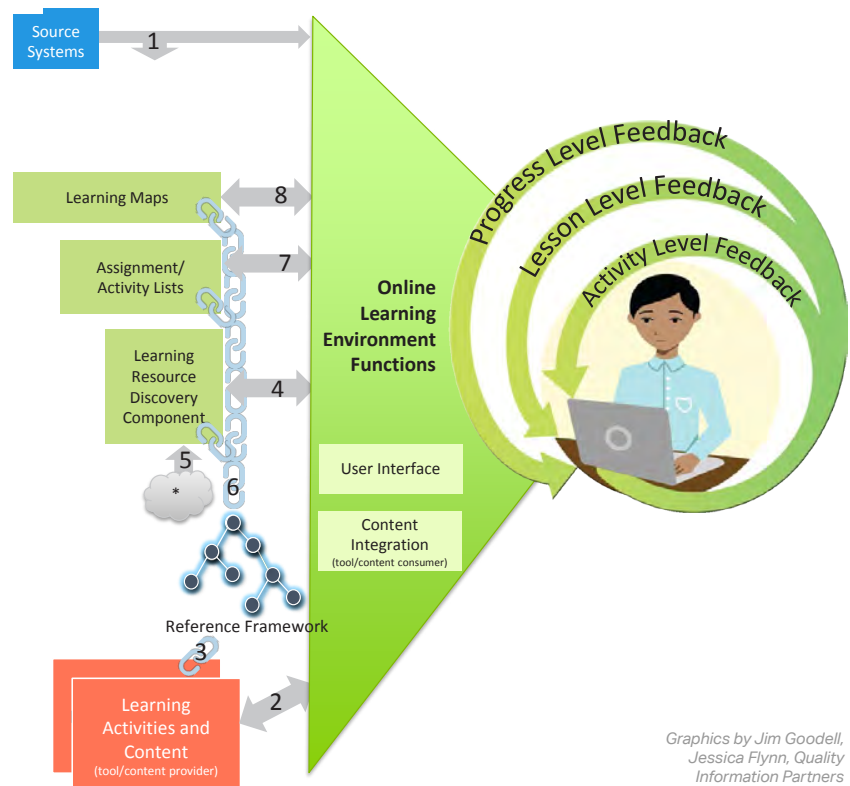 Source
Systems
1
Learning Maps
8
Assignment/
Activity Lists
7
Learning
Resource
Discovery
Component
4
5
*
6
Reference Framework
3
Learning
Activities and
Content
(tool/content provider)
2
Online
Learning
Environment
Functions
User Interface
Content
Integration
(tool/content consumer)
Progress Level Feedback
Lesson Level Feedback
Activity Level Feedback
Graphics by Jim Goodell,
Jessica Flynn, Quality
Information Partners